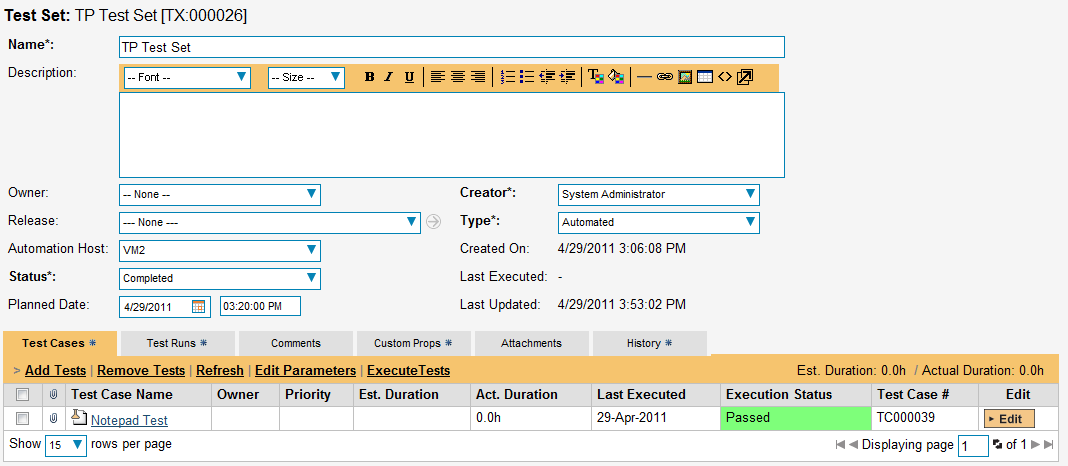 Test Set: TP Test Set [TX:000026]
Name*: TP Test Set
Description: -- Font -- -- Size -- B I U
Owner: -- None -- Creator*: System Administrator
Release: --- None --- Type*: Automated
Automation Host: VM2 Created On: 4/29/2011 3:06:08 PM
Status*: Completed Last Executed: -
Planned Date: 4/29/2011 03:20:00 PM Last Updated: 4/29/2011 3:53:02 PM
Test Cases * Test Runs * Comments Custom Props * Attachments History *
> Add Tests | Remove Tests | Refresh | Edit Parameters | ExecuteTests Est. Duration: 0.0h / Actual Duration: 0.0h
Test Case Name Owner Priority Est. Duration Act. Duration Last Executed Execution Status Test Case # Edit
Notepad Test 0.0h 29-Apr-2011 Passed TC000039 Edit
Show 15 rows per page Displaying page 1 of 1